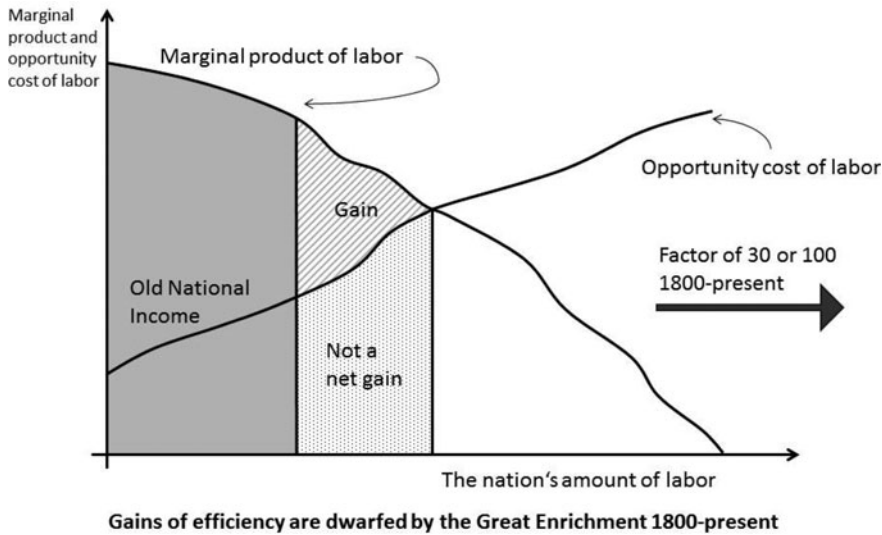 Marginal
product and
opportunity
cost of labor
Marginal product of labor
Opportunity cost of labor
Gain
Factor of 30 or 100
1800-present
Old National
Income
Not a
net gain
The nation‘s amount of labor
Gains of efficiency are dwarfed by the Great Enrichment 1800-present